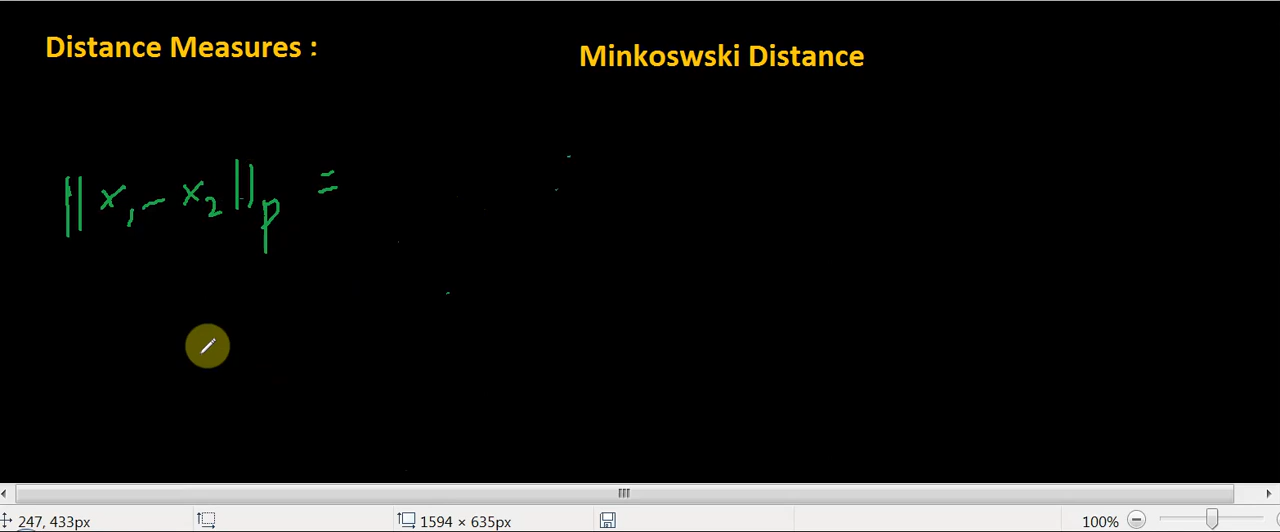 Distance Measures :
Minkoswski Distance
||x₁ - x₂||ₚ =
247, 433px
1594 × 635px
100%